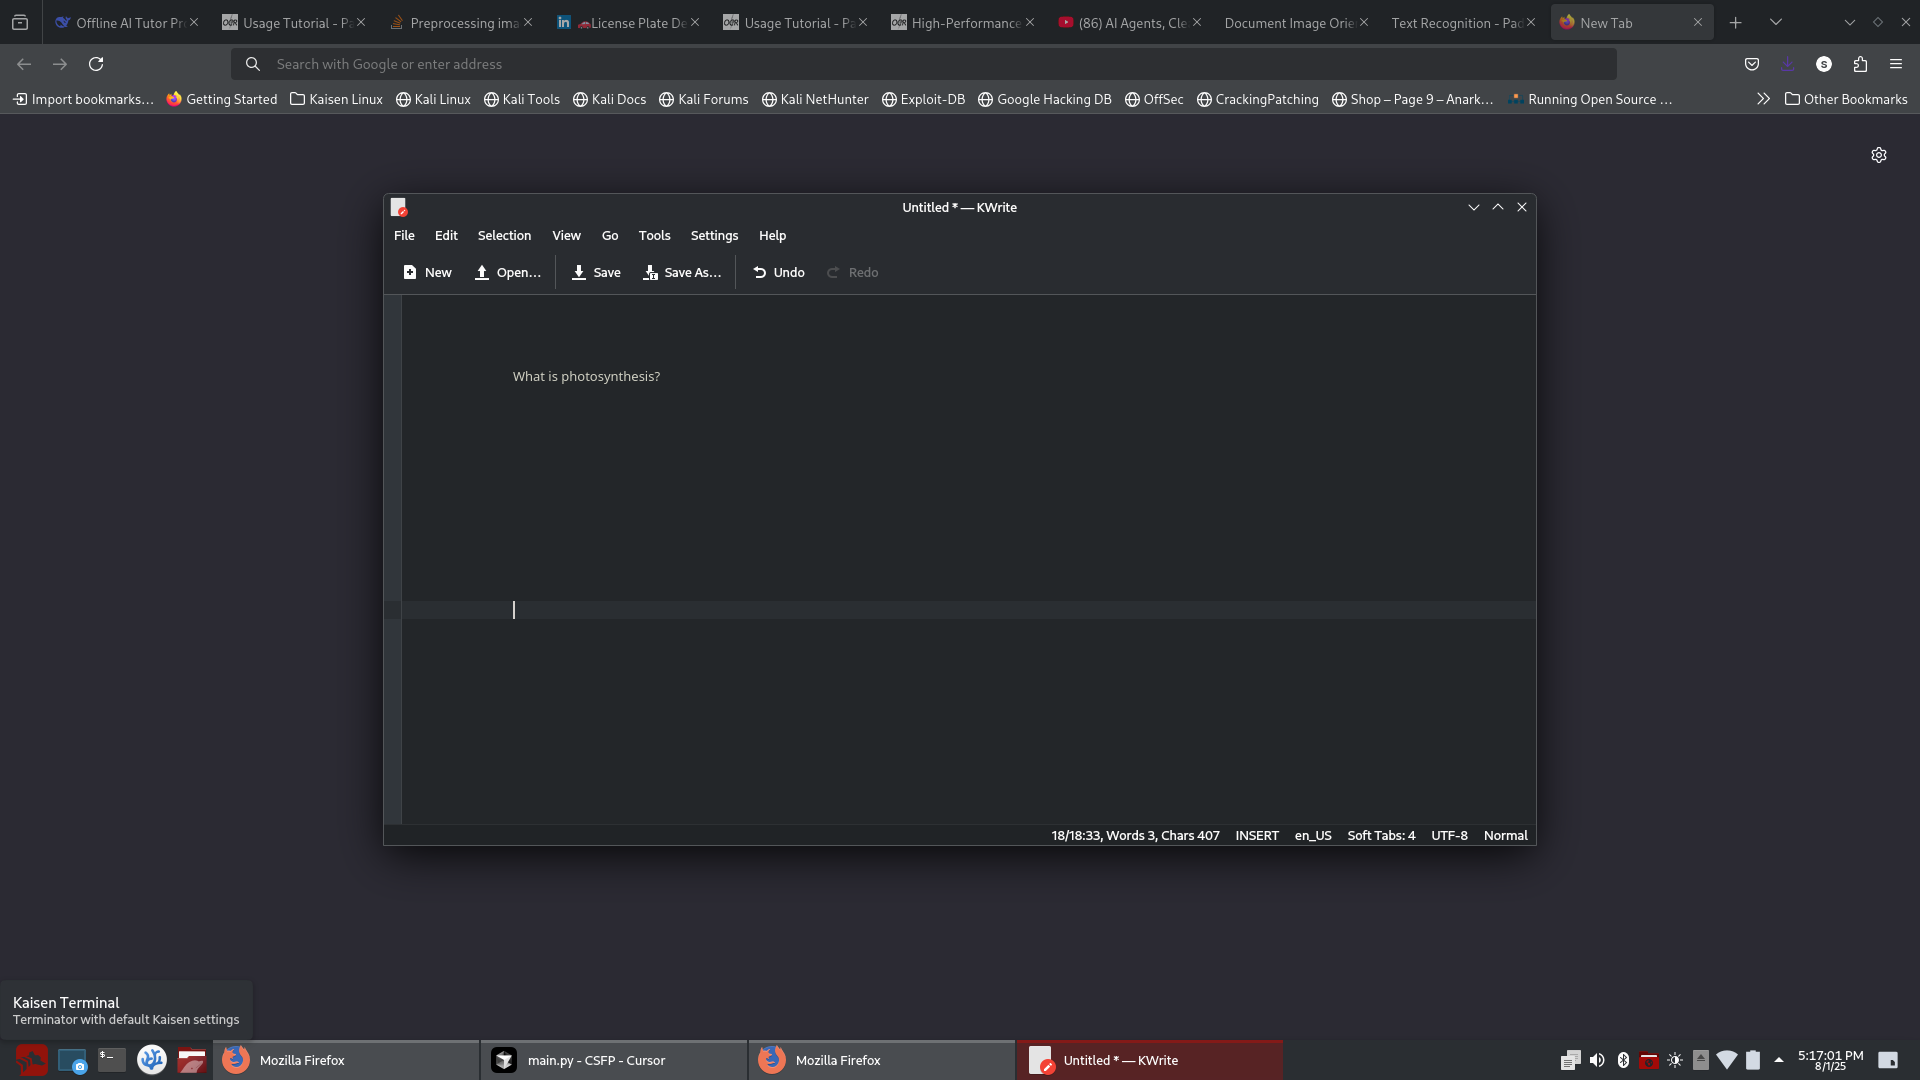 Offline AI Tutor Pr
Usage Tutorial - Pa
Preprocessing ima
License Plate De
Usage Tutorial - Pa
High-Performance
(86) AI Agents, Cle
Document Image Orie
Text Recognition - Pad
New Tab
Search with Google or enter address
S
Import bookmarks...
Getting Started
Kaisen Linux
Kali Linux
Kali Tools
Kali Docs
Kali Forums
Kali NetHunter
Exploit-DB
Google Hacking DB
OffSec
CrackingPatching
Shop – Page 9 – Anark...
Running Open Source ...
Other Bookmarks
Untitled * — KWrite
File Edit Selection View Go Tools Settings Help
New Open... Save Save As... Undo Redo
What is photosynthesis?
18/18:33, Words 3, Chars 407 INSERT en_US Soft Tabs: 4 UTF-8 Normal
Kaisen Terminal
Terminator with default Kaisen settings
Mozilla Firefox
main.py - CSFP - Cursor
Mozilla Firefox
Untitled * — KWrite
5:17:01 PM
8/1/25